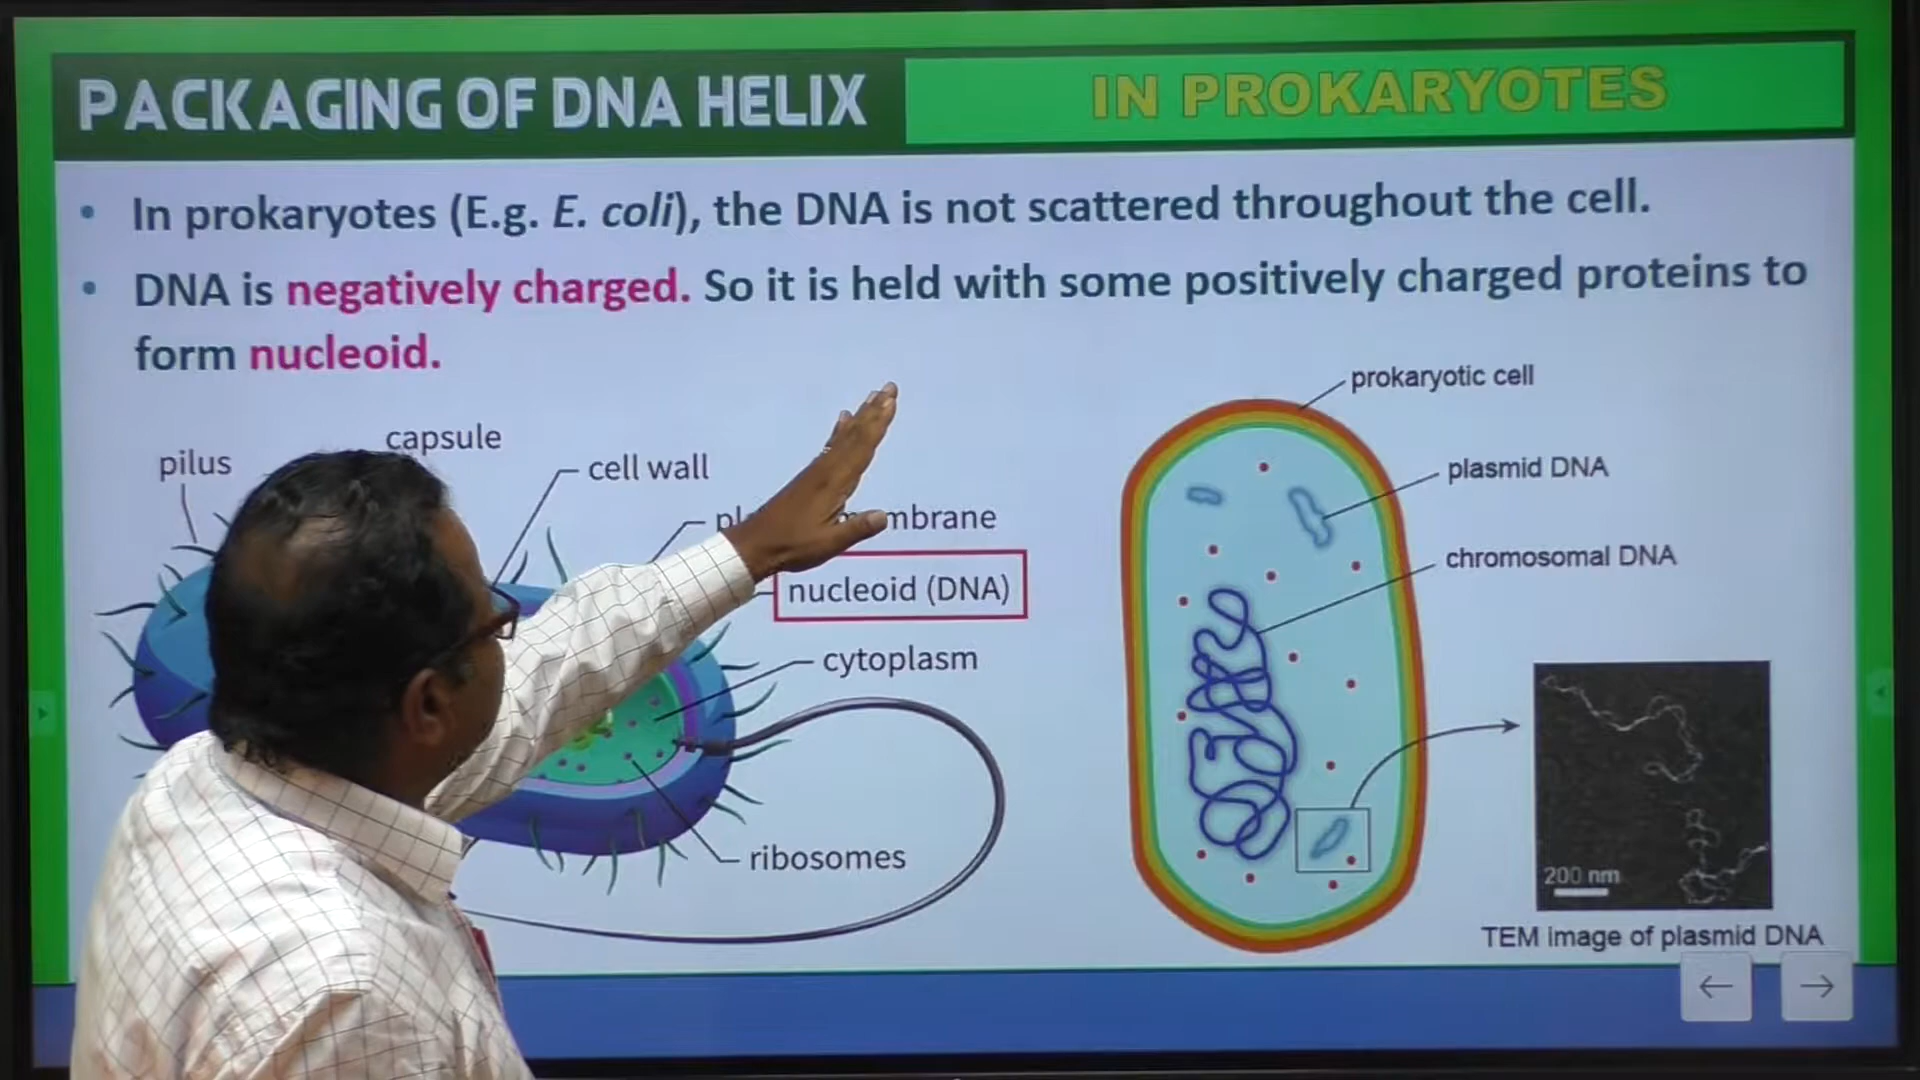 PACKAGING OF DNA HELIX
IN PROKARYOTES
• In prokaryotes (E.g. E. coli), the DNA is not scattered throughout the cell.
• DNA is negatively charged. So it is held with some positively charged proteins to
form nucleoid.
capsule
pilus
cell wall
nucleoid (DNA)
cytoplasm
ribosomes
prokaryotic cell
plasmid DNA
chromosomal DNA
200 nm
TEM image of plasmid DNA